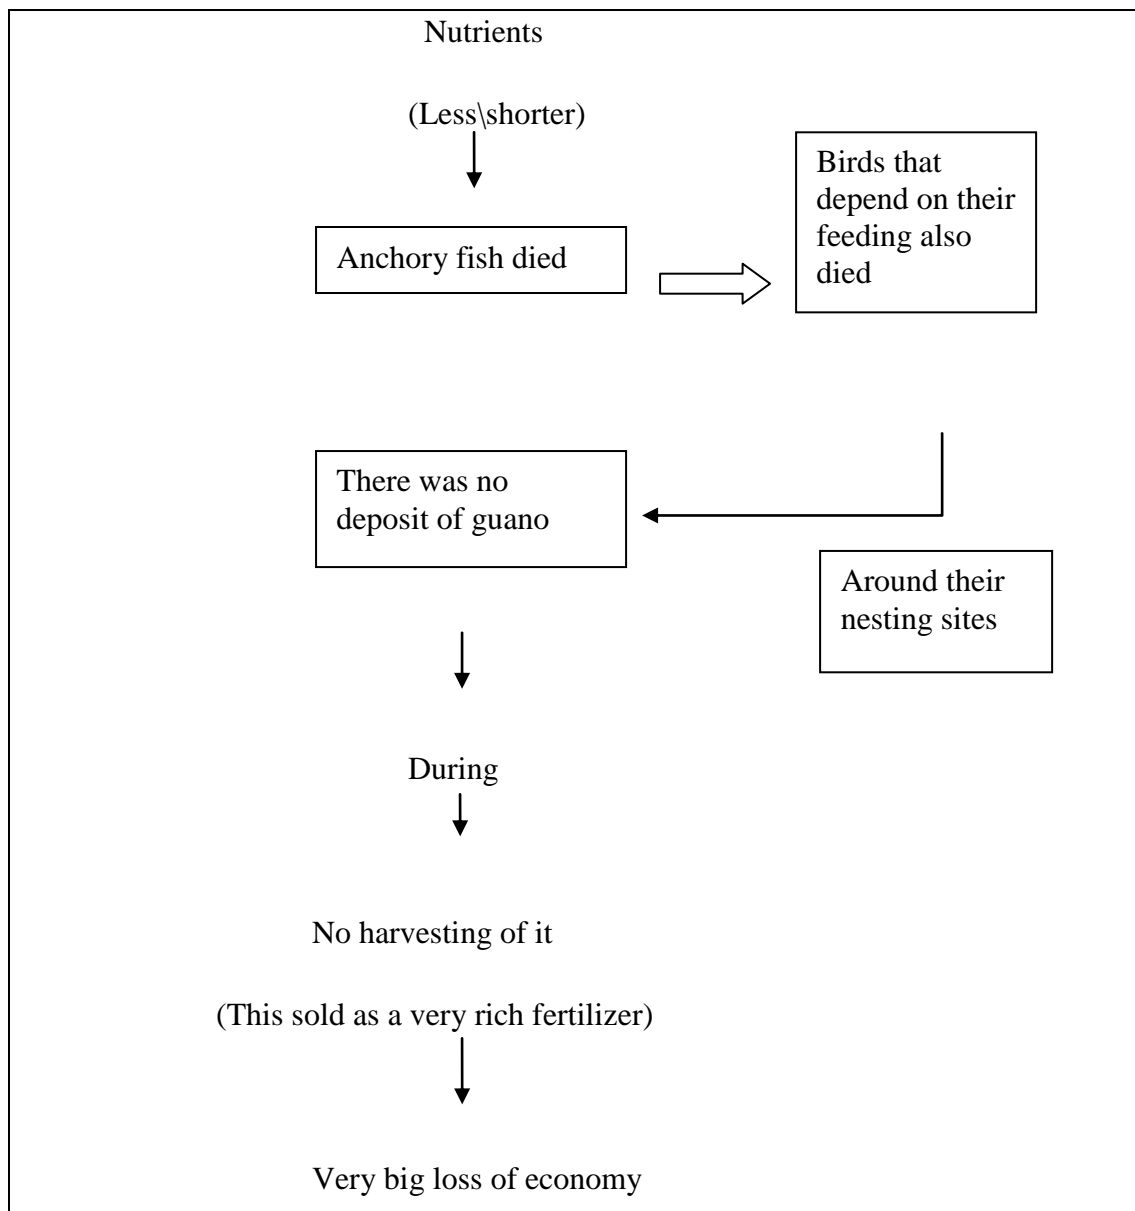 Nutrients
(Less\shorter)
Anchory fish died
Birds that
depend on their
feeding also
died
There was no
deposit of guano
Around their
nesting sites
During
No harvesting of it
(This sold as a very rich fertilizer)
Very big loss of economy